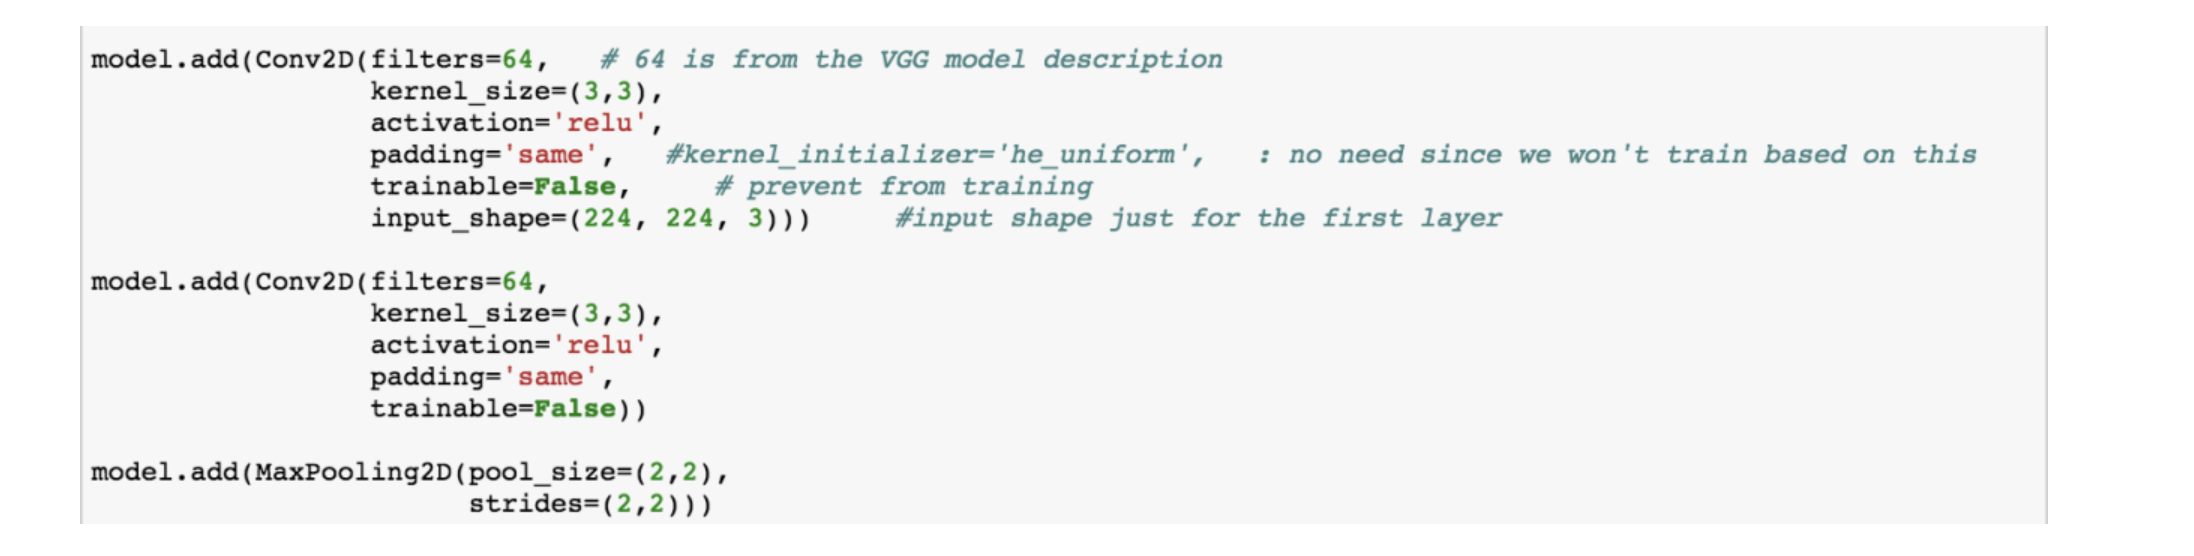 model.add(Conv2D(filters=64,   # 64 is from the VGG model description
                 kernel_size=(3,3),
                 activation='relu',
                 padding='same',   #kernel_initializer='he_uniform',   : no need since we won't train based on this
                 trainable=False,     # prevent from training
                 input_shape=(224, 224, 3)))     #input shape just for the first layer

model.add(Conv2D(filters=64,
                 kernel_size=(3,3),
                 activation='relu',
                 padding='same',
                 trainable=False))

model.add(MaxPooling2D(pool_size=(2,2),
                       strides=(2,2)))